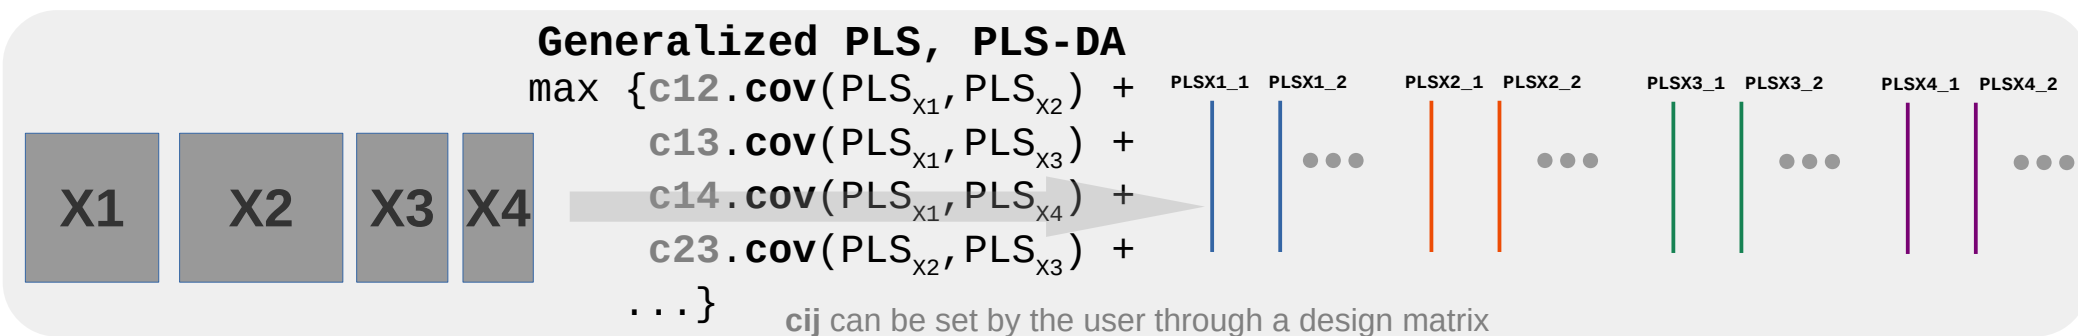 Generalized PLS, PLS-DA
max {c12.cov(PLSX1,PLSX2) +
c13.cov(PLSX1,PLSX3) +
c14.cov(PLSX1,PLSX4) +
c23.cov(PLSX2,PLSX3) +
...}
cij can be set by the user through a design matrix
X1 X2 X3 X4
PLSX1_1 PLSX1_2 PLSX2_1 PLSX2_2 PLSX3_1 PLSX3_2 PLSX4_1 PLSX4_2